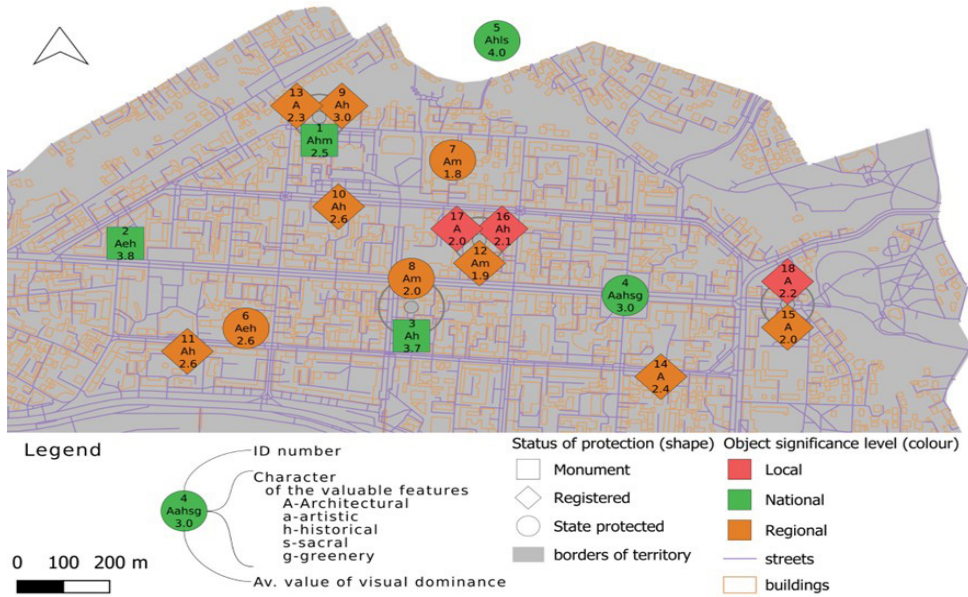 5
Ahls
4.0
13
A
2.3
9
Ah
3.0
1
Ahm
2.5
7
Am
1.8
10
Ah
2.6
17
A
2.0
16
Ah
2.1
2
Aeh
3.8
12
Am
1.9
8
Am
2.0
4
Aahsg
3.0
18
A
2.2
6
Aeh
2.6
3
Ah
3.7
15
A
2.0
11
Ah
2.6
14
A
2.4
Legend
ID number
Character
of the valuable features
A-Architectural
a-artistic
h-historical
s-sacral
g-greenery
Av. value of visual dominance
4
Aahsg
3.0
0 100 200 m
Status of protection (shape)
Monument
Registered
State protected
borders of territory
Object significance level (colour)
Local
National
Regional
streets
buildings